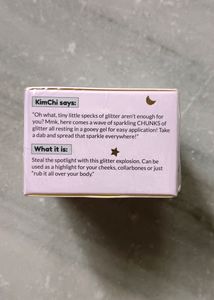 KimChi says:
"Oh what, tiny little specks of glitter aren't enough for
you? Mmk, here comes a wave of sparkling CHUNKS of
glitter all resting in a gooey gel for easy application! Take
a dab and spread that sparkle everywhere!"
What it is:
Steal the spotlight with this glitter explosion. Can be
used as a highlight for your cheeks, collarbones or just
"rub it all over your body."